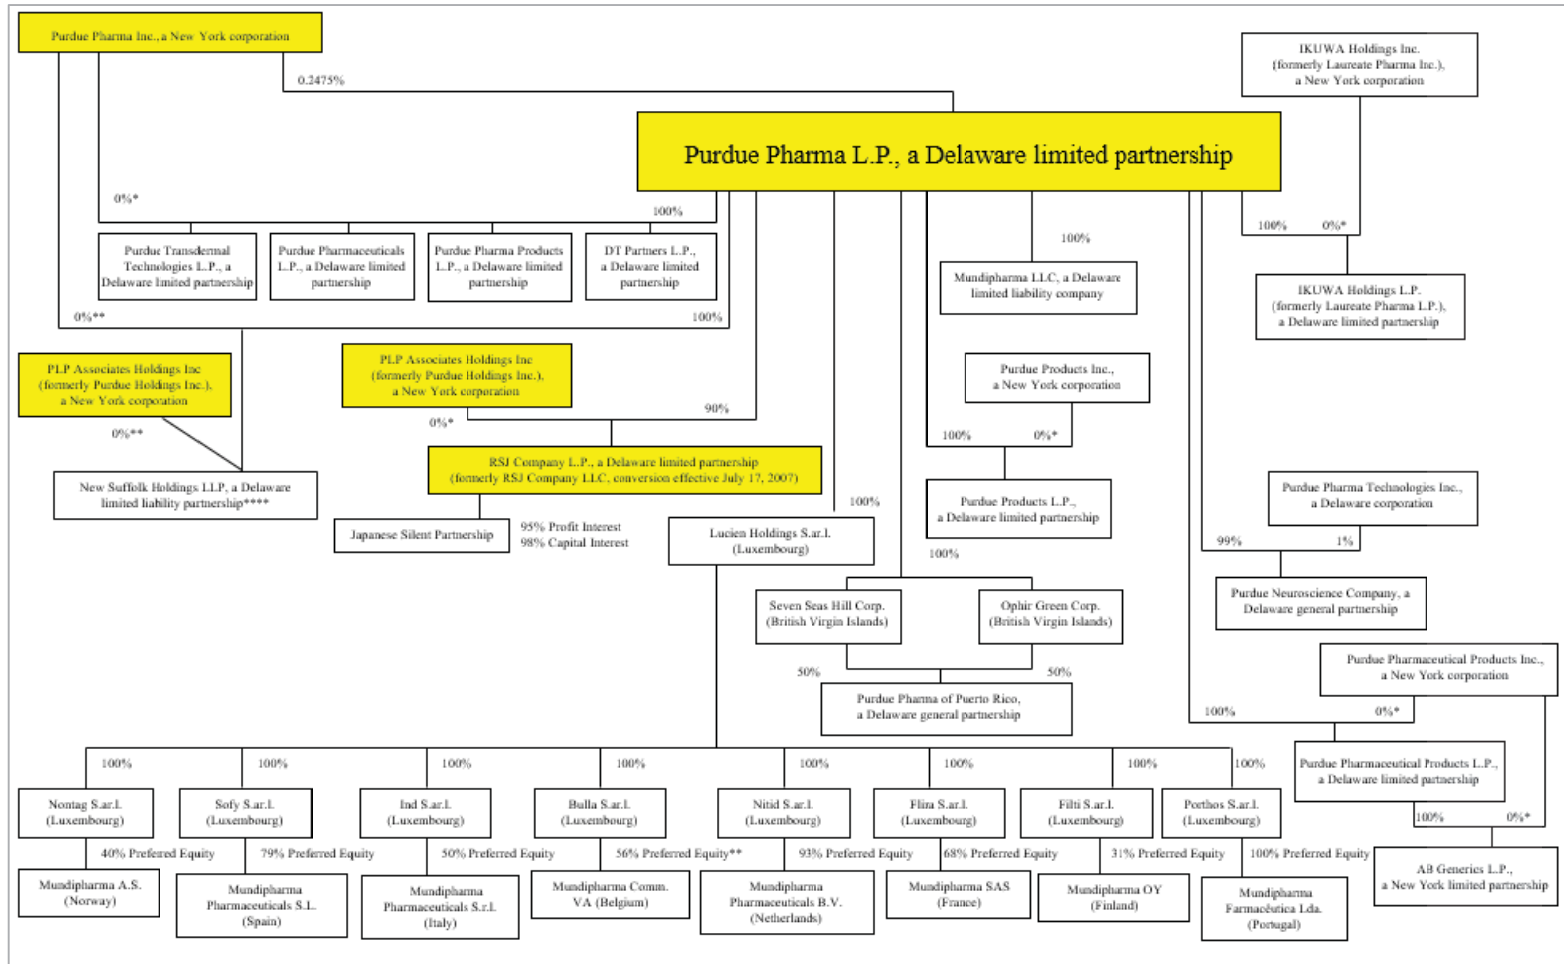 Purdue Pharma Inc., a New York corporation
0.2475%
IKUWA Holdings Inc.
(formerly Laureate Pharma Inc.),
a New York corporation
Purdue Pharma L.P., a Delaware limited partnership
0%*
100%
100%
0%*
100%
Purdue Transdermal
Technologies L.P., a
Delaware limited partnership
Purdue Pharmaceuticals
L.P., a Delaware limited
partnership
Purdue Pharma Products
L.P., a Delaware limited
partnership
DT Partners L.P.,
a Delaware limited
partnership
Mundipharma LLC, a Delaware
limited liability company
IKUWA Holdings L.P.
(formerly Laureate Pharma L.P.),
a Delaware limited partnership
0%**
100%
PLP Associates Holdings Inc
(formerly Purdue Holdings Inc.),
a New York corporation
PLP Associates Holdings Inc
(formerly Purdue Holdings Inc.),
a New York corporation
Purdue Products Inc.,
a New York corporation
0%**
0%*
90%
100%
0%*
RSJ Company L.P., a Delaware limited partnership
(formerly RSJ Company LLC, conversion effective July 17, 2007)
New Suffolk Holdings LLP, a Delaware
limited liability partnership****
Japanese Silent Partnership
95% Profit Interest
98% Capital Interest
100%
Lucien Holdings S.ar.l.
(Luxembourg)
Purdue Products L.P.,
a Delaware limited partnership
Purdue Pharma Technologies Inc.,
a Delaware corporation
100%
99%
1%
Seven Seas Hill Corp.
(British Virgin Islands)
Ophir Green Corp.
(British Virgin Islands)
Purdue Neuroscience Company, a
Delaware general partnership
50%
50%
Purdue Pharma of Puerto Rico,
a Delaware general partnership
Purdue Pharmaceutical Products Inc.,
a New York corporation
100%
0%*
Purdue Pharmaceutical Products L.P.,
a Delaware limited partnership
100%
0%*
AB Generics L.P.,
a New York limited partnership
100%
100%
100%
100%
100%
100%
100%
100%
Nontag S.ar.l.
(Luxembourg)
Sofy S.ar.l.
(Luxembourg)
Ind S.ar.l.
(Luxembourg)
Bulla S.ar.l.
(Luxembourg)
Nitid S.ar.l.
(Luxembourg)
Flira S.ar.l.
(Luxembourg)
Filti S.ar.l.
(Luxembourg)
Porthos S.ar.l.
(Luxembourg)
40% Preferred Equity
79% Preferred Equity
50% Preferred Equity
56% Preferred Equity**
93% Preferred Equity
68% Preferred Equity
31% Preferred Equity
100% Preferred Equity
Mundipharma A.S.
(Norway)
Mundipharma
Pharmaceuticals S.L.
(Spain)
Mundipharma
Pharmaceuticals S.r.l.
(Italy)
Mundipharma Comm.
VA (Belgium)
Mundipharma
Pharmaceuticals B.V.
(Netherlands)
Mundipharma SAS
(France)
Mundipharma OY
(Finland)
Mundipharma
Farmacêutica Lda.
(Portugal)